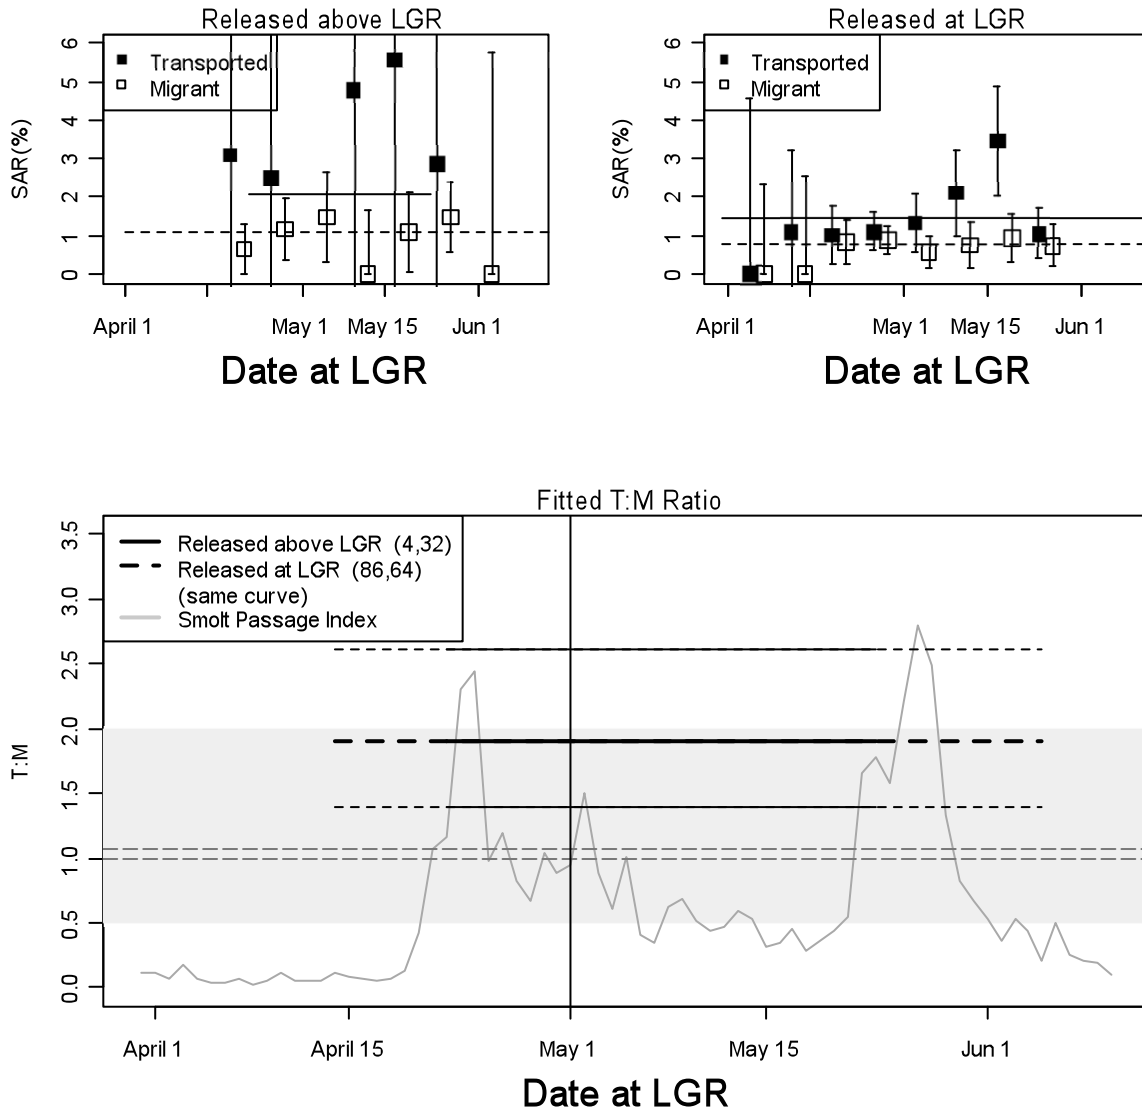 Released above LGR
Transported
Migrant
SAR(%)
6
5
4
3
2
1
0
April 1
May 1
May 15
Jun 1
Date at LGR
Released at LGR
Transported
Migrant
SAR(%)
6
5
4
3
2
1
0
April 1
May 1
May 15
Jun 1
Date at LGR
Fitted T:M Ratio
Released above LGR (4,32)
Released at LGR (86,64)
(same curve)
Smolt Passage Index
T:M
3.5
3.0
2.5
2.0
1.5
1.0
0.5
0.0
April 1
April 15
May 1
May 15
Jun 1
Date at LGR